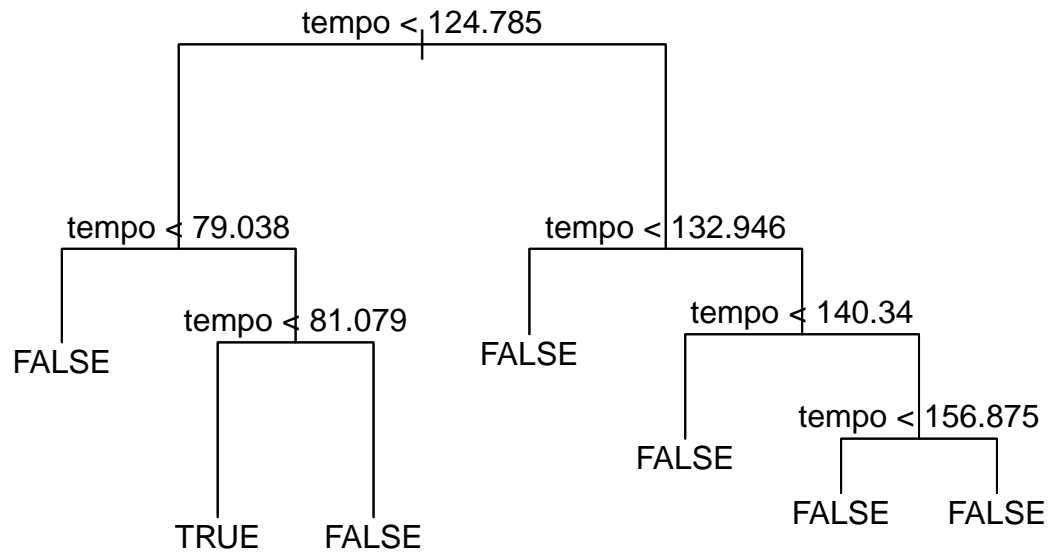 tempo < 124.785
tempo < 79.038
tempo < 132.946
tempo < 81.079
tempo < 140.34
FALSE
FALSE
tempo < 156.875
FALSE
FALSE
FALSE
TRUE
FALSE